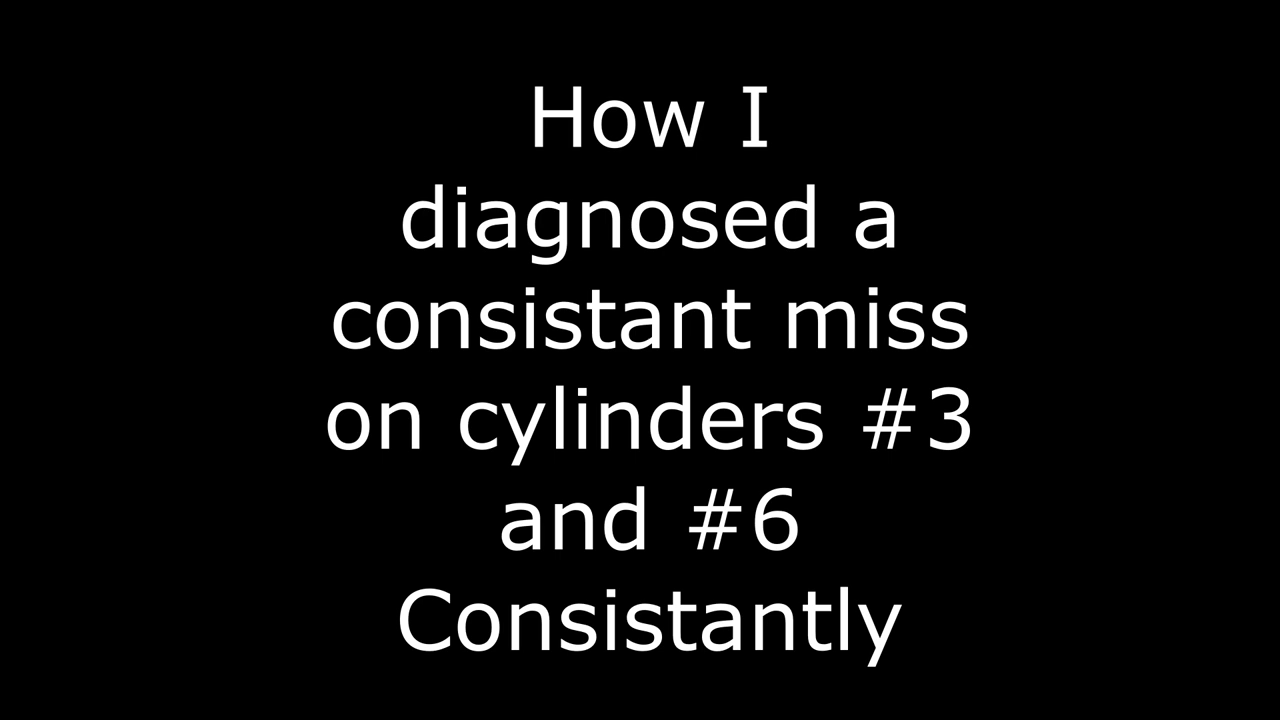 How I
diagnosed a
consistant miss
on cylinders #3
and #6
Consistantly